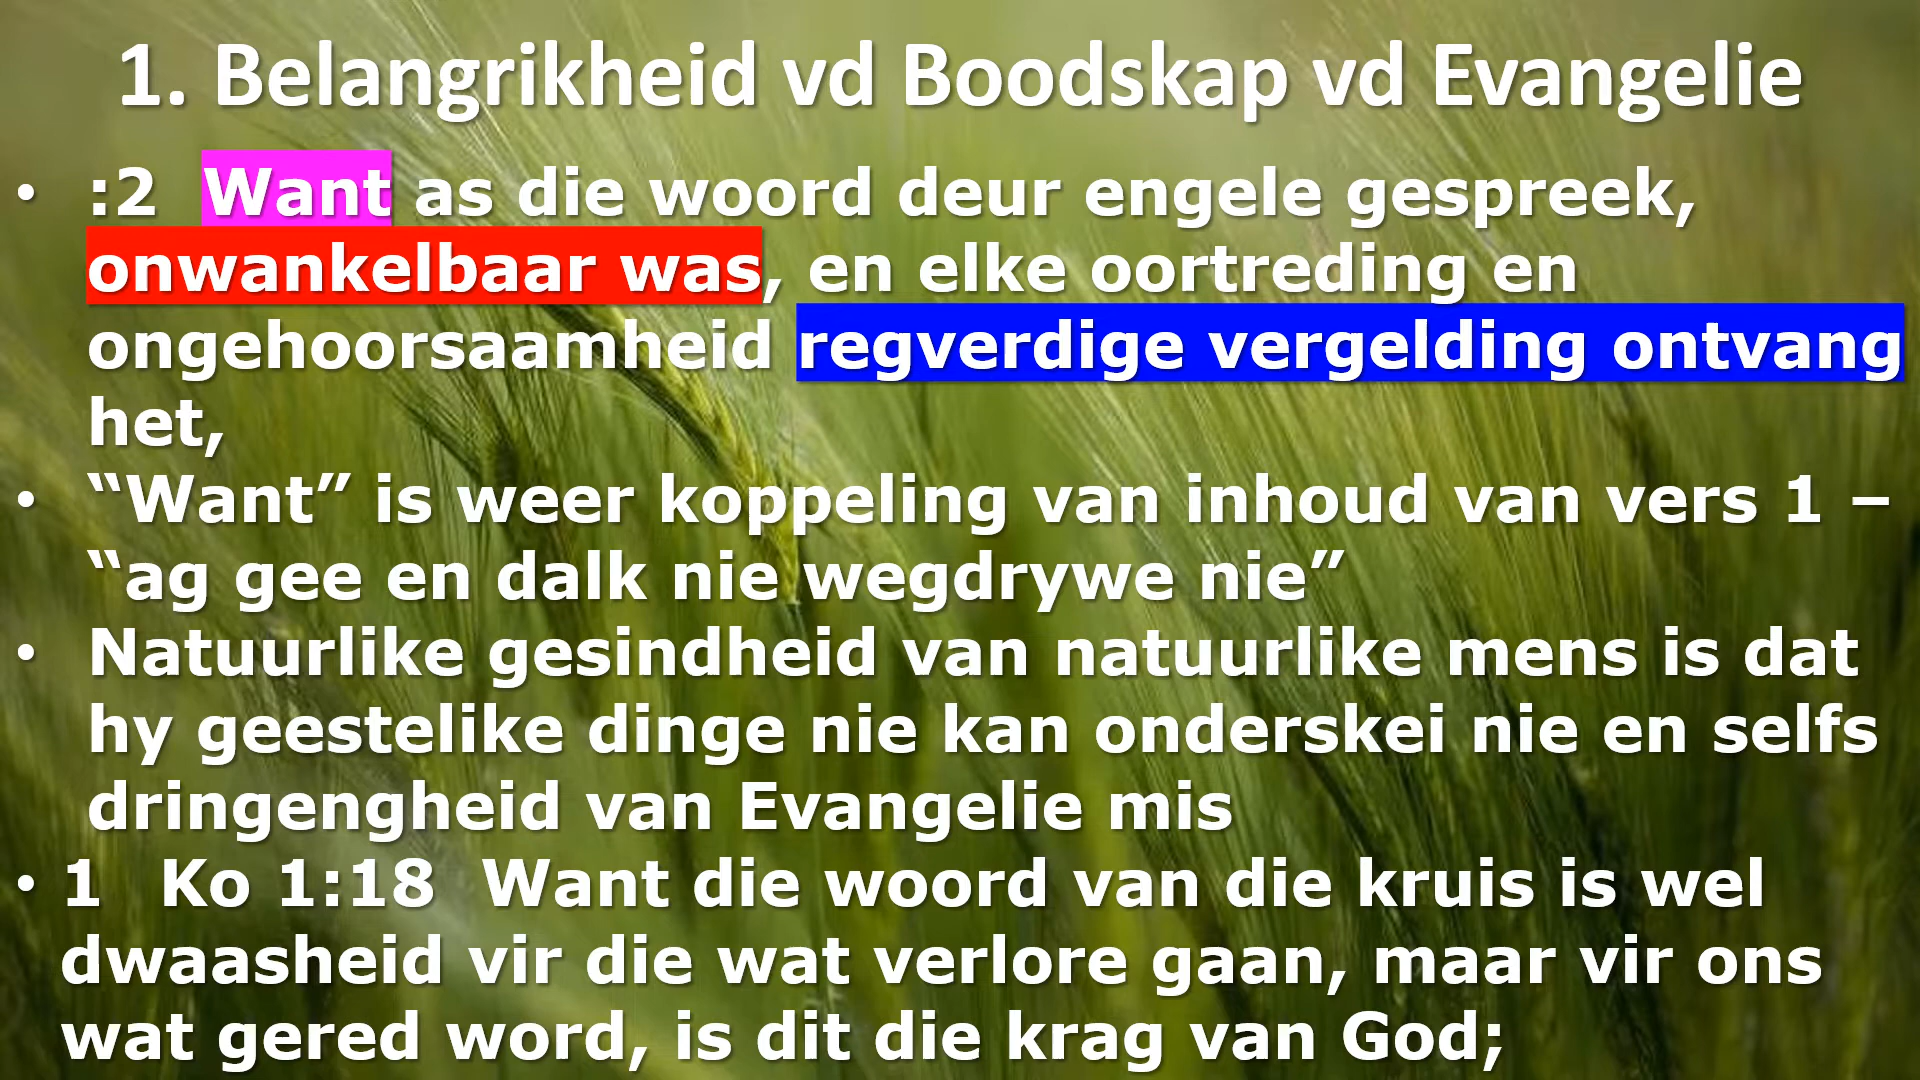 1. Belangrikheid vd Boodskap vd Evangelie
• :2 Want as die woord deur engele gespreek,
onwankelbaar was, en elke oortreding en
ongehoorsaamheid regverdige vergelding ontvang
het,
• “Want” is weer koppeling van inhoud van vers 1 –
“ag gee en dalk nie wegdrywe nie”
• Natuurlike gesindheid van natuurlike mens is dat
hy geestelike dinge nie kan onderskei nie en selfs
dringengheid van Evangelie mis
• 1 Ko 1:18 Want die woord van die kruis is wel
dwaasheid vir die wat verlore gaan, maar vir ons
wat gered word, is dit die krag van God;